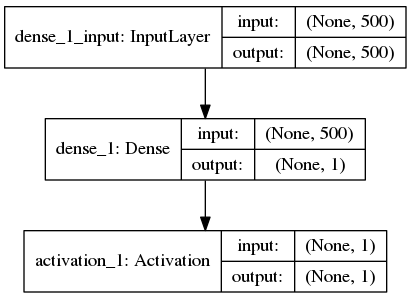 dense_1_input: InputLayer
input: (None, 500)
output: (None, 500)
dense_1: Dense
input: (None, 500)
output: (None, 1)
activation_1: Activation
input: (None, 1)
output: (None, 1)